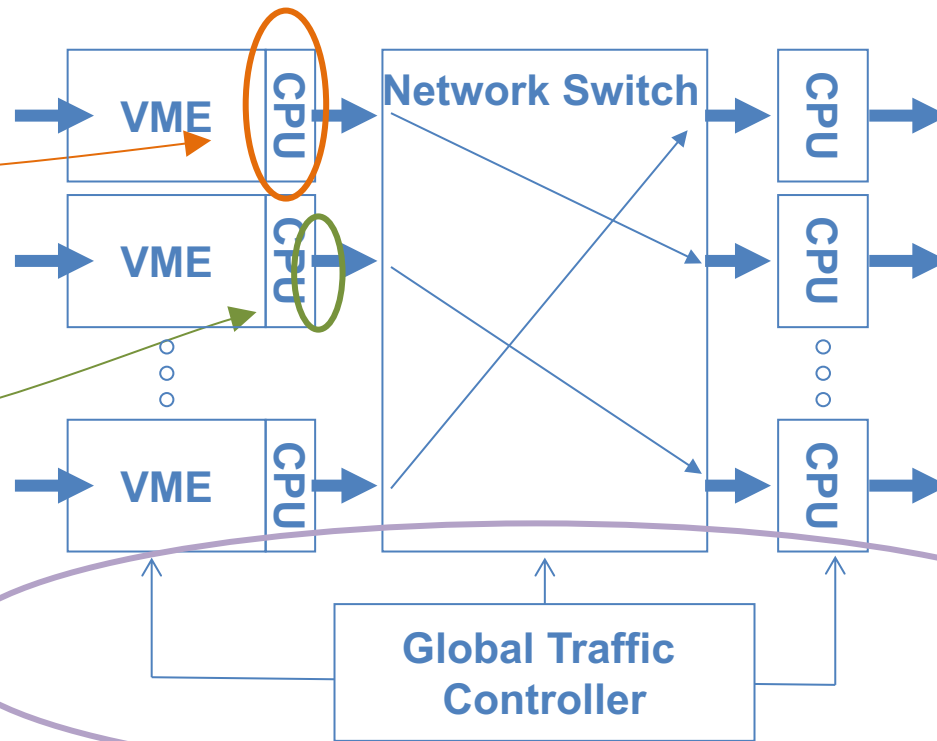 VME
CPU
Network Switch
CPU
VME
CPU
CPU
VME
CPU
CPU
Global Traffic
Controller